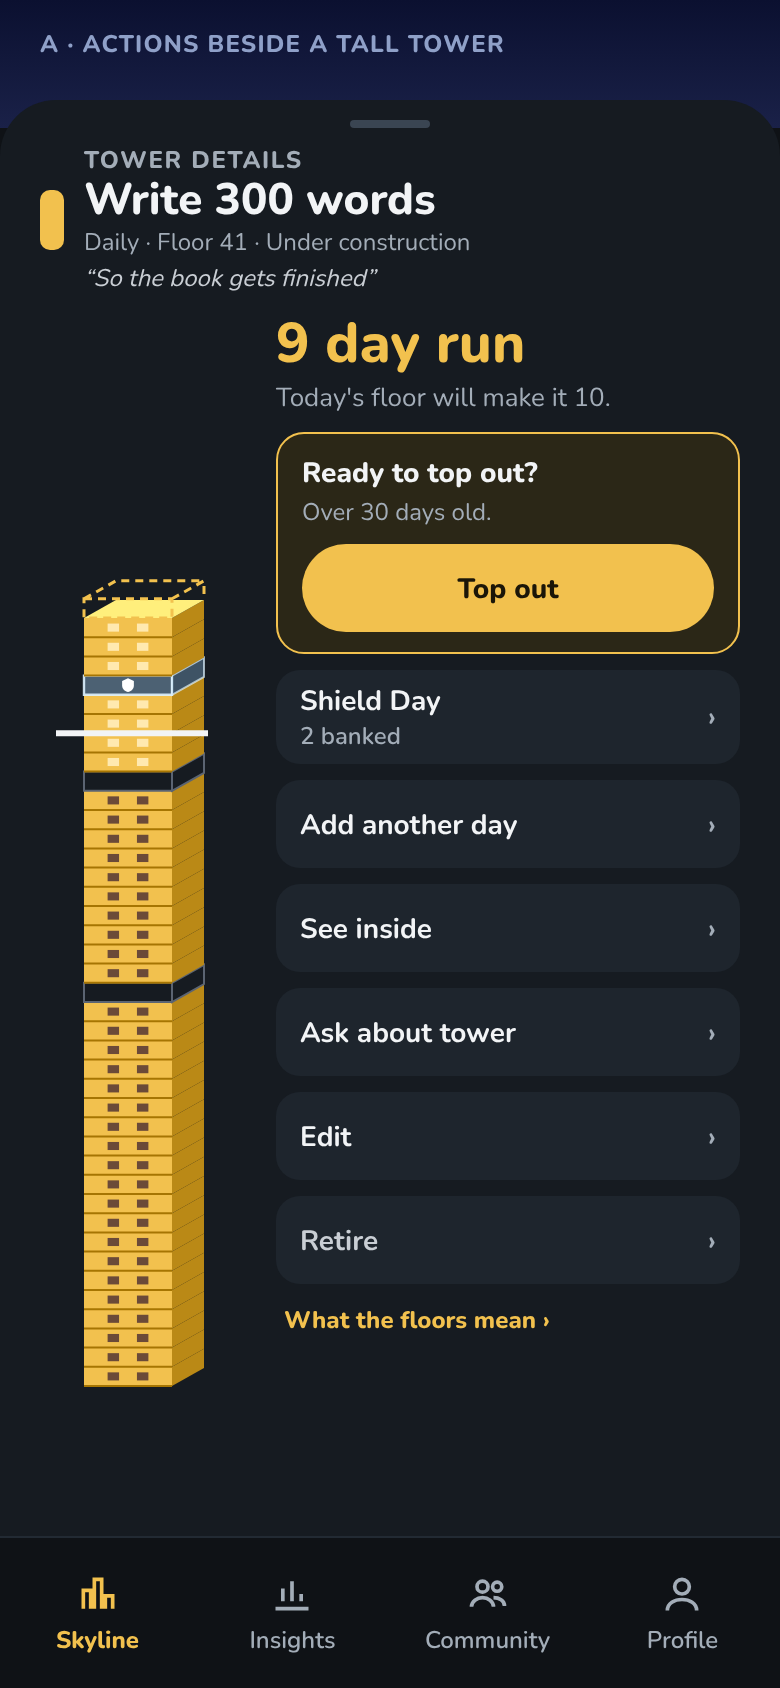 A · ACTIONS BESIDE A TALL TOWER
TOWER DETAILS
Write 300 words
Daily · Floor 41 · Under construction
“So the book gets finished”
9 day run
Today's floor will make it 10.
Ready to top out?
Over 30 days old.
Top out
Shield Day
2 banked
›
Add another day ›
See inside ›
Ask about tower ›
Edit ›
Retire ›
What the floors mean ›
Skyline Insights Community Profile